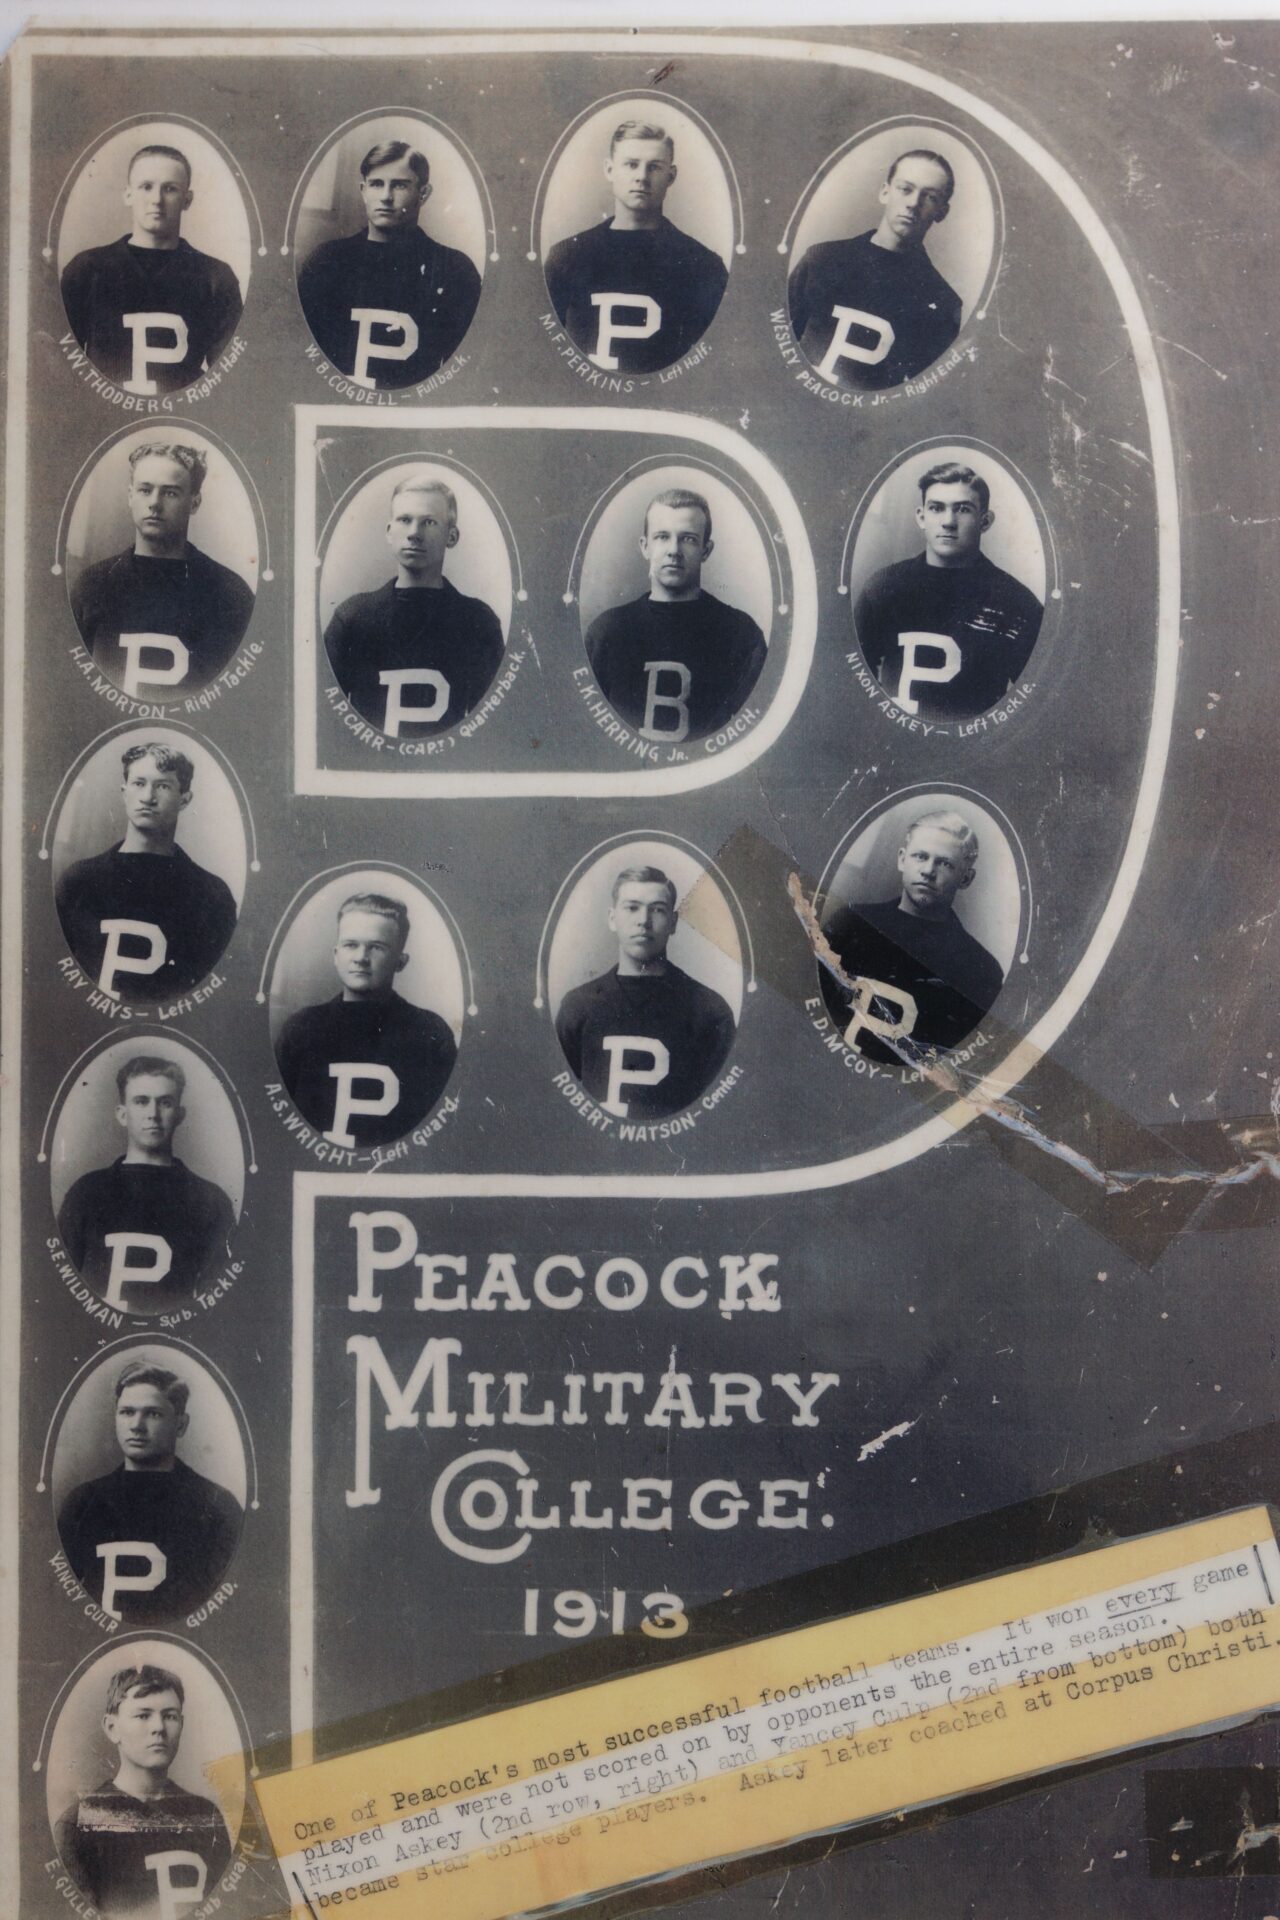 P
V.W. THODBERG - Right Half.
P
W.B. COGDELL - Fullback.
P
M.F. PERKINS - Left Half.
P
WESLEY PEACOCK Jr. - Right End.
P
H.A. MORTON - Right Tackle.
P
A.P. CARR - (CAPT) Quarterback.
B
E.K. HERRING JR. COACH.
P
NIXON ASKEY - Left Tackle.
P
RAY HAYS - Left End.
P
A.S. WRIGHT - Left Guard.
P
ROBERT WATSON - Center
P
E.D. McCOY - Left Guard.
P
S.E. WILDMAN - Sub. Tackle.
P
YANCEY CULP GUARD.
P
E. GULLE Sub Guard.
PEACOCK
MILITARY
COLLEGE.
1913
One of Peacock's most successful football teams. It won every game
played and were not scored on by opponents the entire season.
Nixon Askey (2nd row, right) and Yancey Culp (2nd from bottom) both
became star college players. Askey later coached at Corpus Christi.